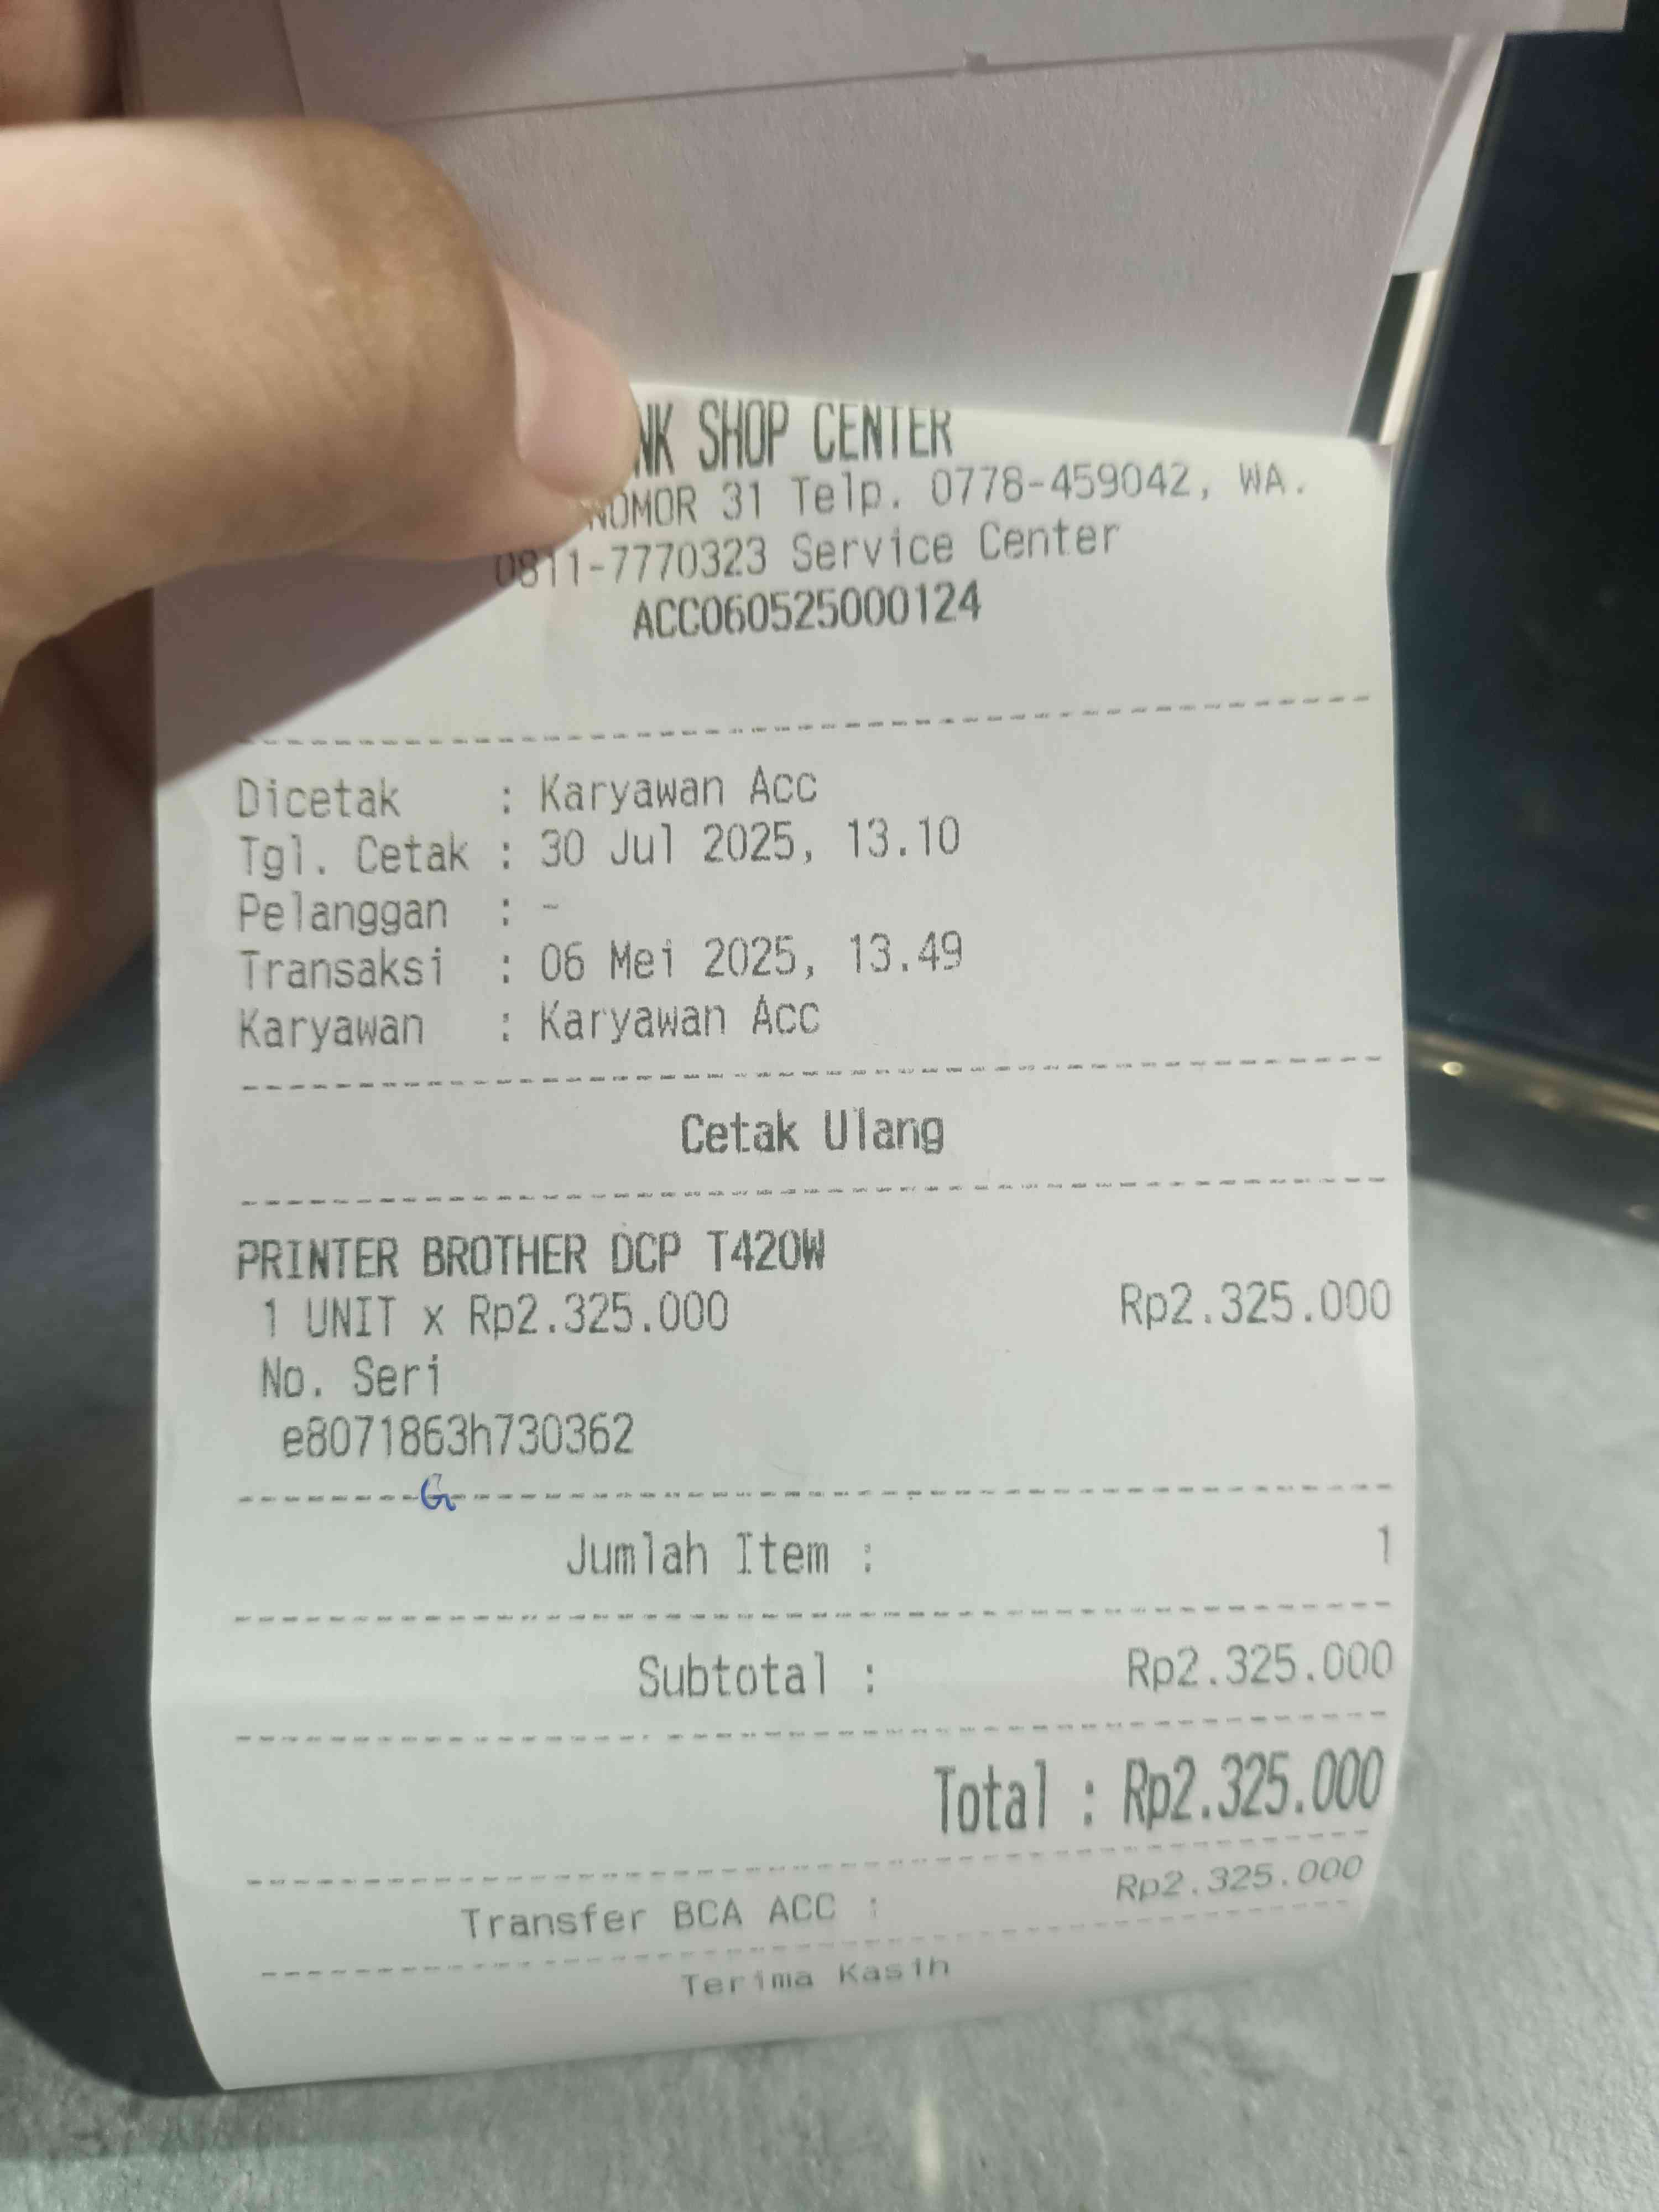 SHOP CENTER
NOMOR 31 Telp. 0778-459042, WA.
0811-7770323 Service Center
ACC060525000124
Dicetak : Karyawan Acc
Tgl. Cetak : 30 Jul 2025, 13.10
Pelanggan : -
Transaksi : 06 Mei 2025, 13.49
Karyawan : Karyawan Acc
Cetak Ulang
PRINTER BROTHER DCP T420W
1 UNIT x Rp2.325.000 Rp2.325.000
No. Seri
e8071863h730362
G
Jumlah Item : 1
Subtotal : Rp2.325.000
Total : Rp2.325.000
Transfer BCA ACC : Rp2.325.000
Terima Kasih